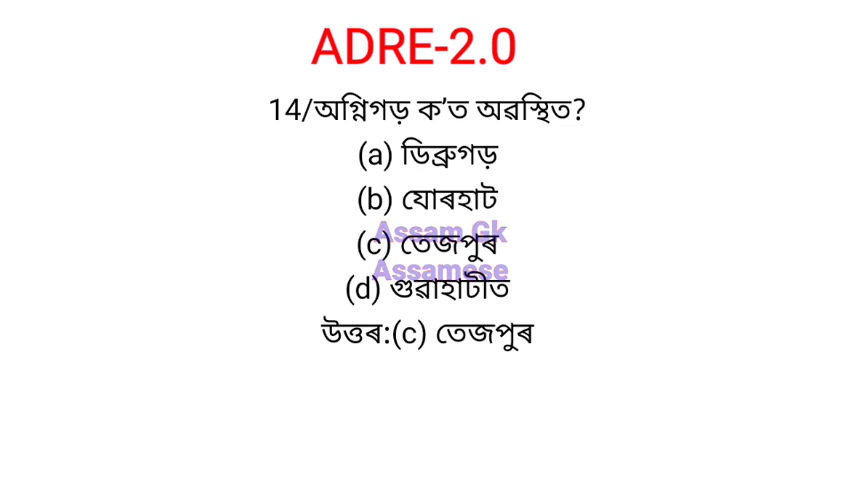 ADRE-2.0
14/অগ্নিগড় ক'ত অৱস্থিত?
(a) ডিব্ৰুগড়
(b) যোৰহাট
Assam Gk
(c) তেজপুৰ
Assamese
(d) গুৱাহাটীত
উত্তৰ:(c) তেজপুৰ